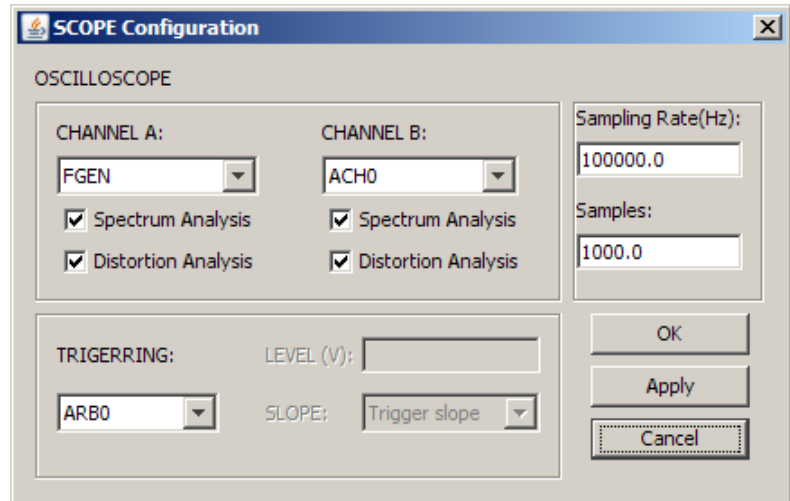 SCOPE Configuration
OSCILLOSCOPE
CHANNEL A:
FGEN
Spectrum Analysis
Distortion Analysis
CHANNEL B:
ACH0
Spectrum Analysis
Distortion Analysis
Sampling Rate(Hz):
100000.0
Samples:
1000.0
TRIGERRING:
ARB0
LEVEL (V):
SLOPE:
Trigger slope
OK
Apply
Cancel